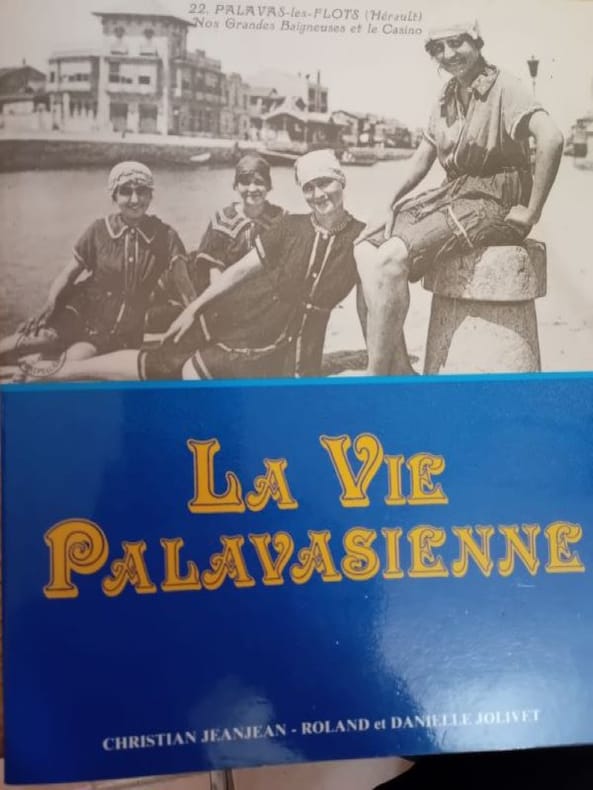 22. PALAVAS-les-FLOTS (Hérault)
Nos Grandes Baigneuses et le Casino
LA VIE
PALAVASIENNE
CHRISTIAN JEANJEAN - ROLAND et DANIELLE JOLIVET